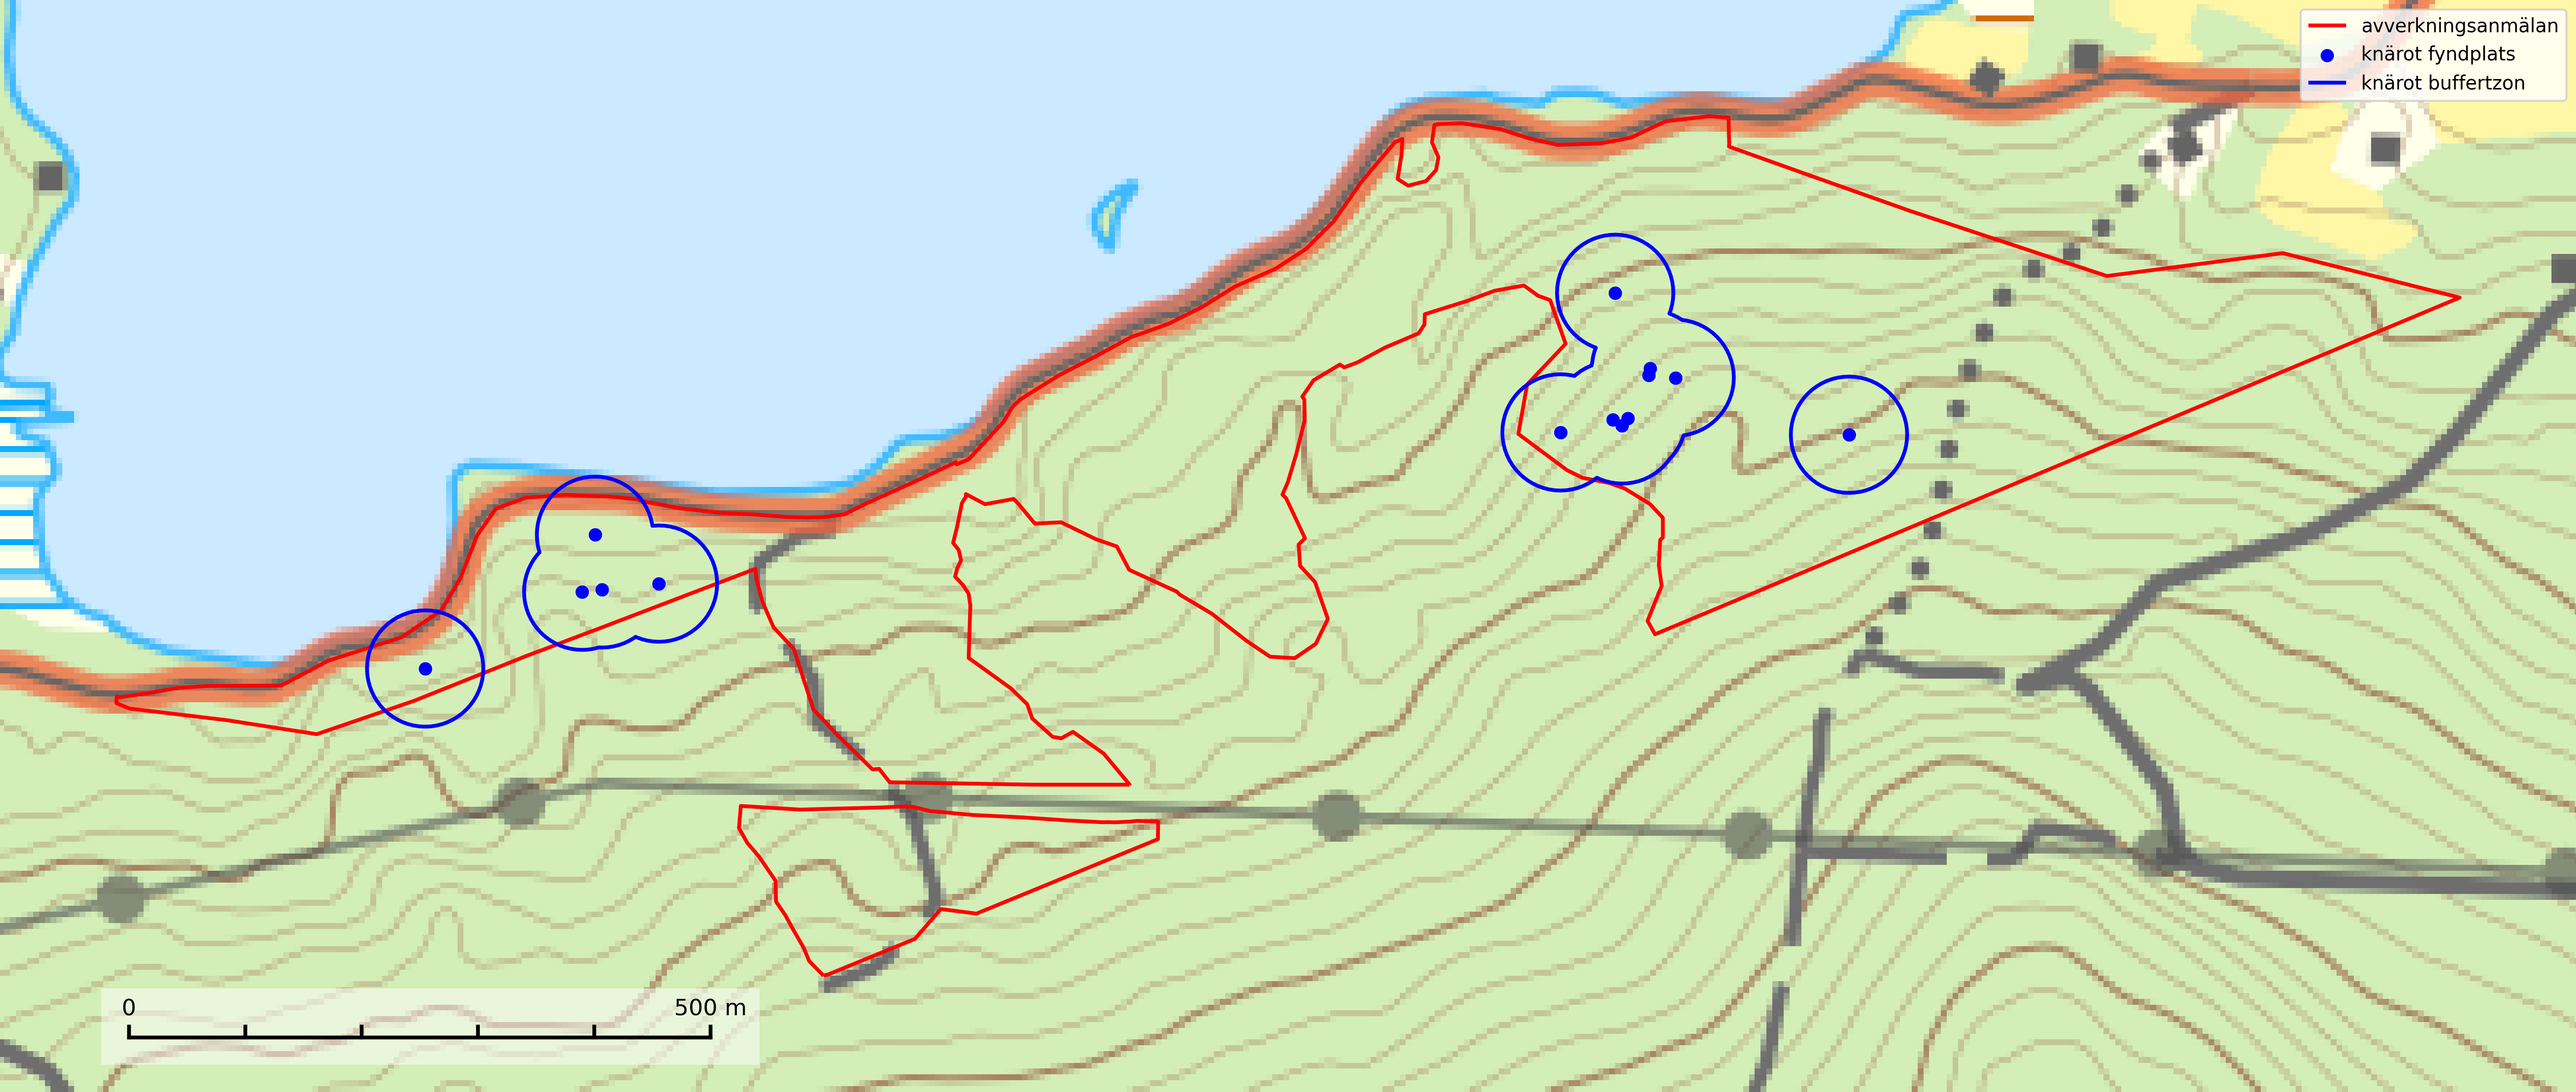 avverkningsanmälan
knärot fyndplats
knärot buffertzon
0 500 m